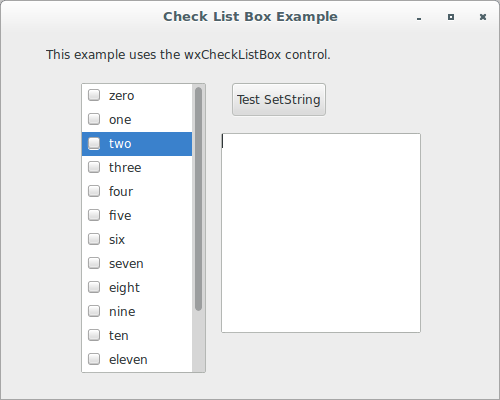 Check List Box Example
This example uses the wxCheckListBox control.
zero
one
two
three
four
five
six
seven
eight
nine
ten
eleven
Test SetString